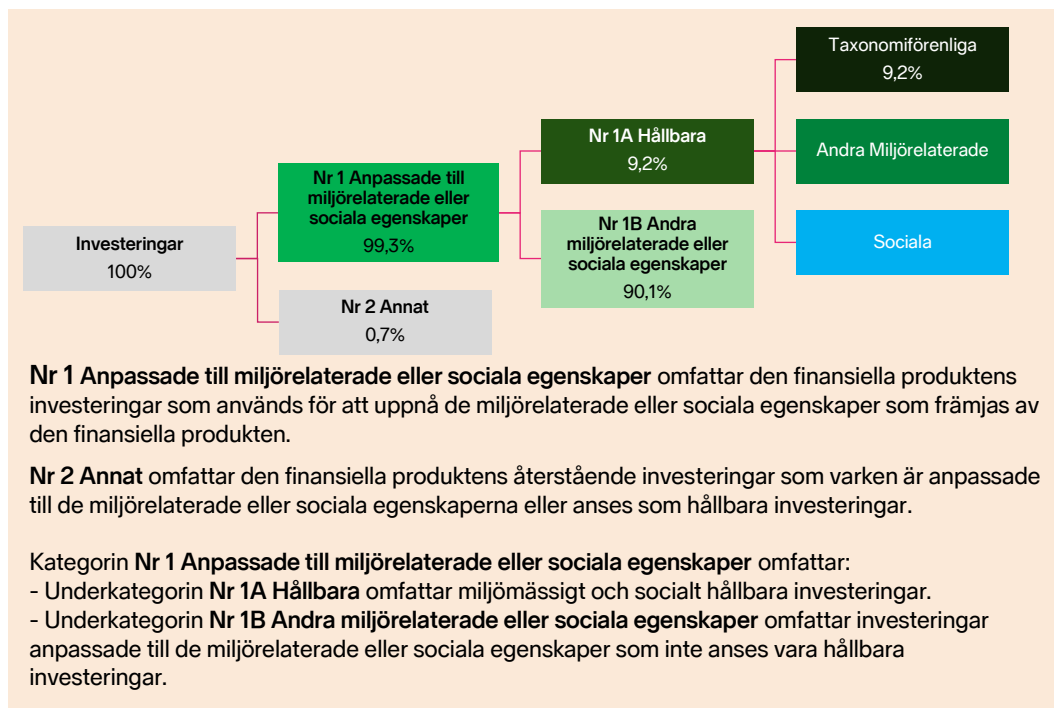 Investeringar
100%
Nr 1 Anpassade till
miljörelaterade eller
sociala egenskaper
99,3%
Nr 2 Annat
0,7%
Nr 1A Hållbara
9,2%
Nr 1B Andra
miljörelaterade eller
sociala egenskaper
90,1%
Taxonomiförenliga
9,2%
Andra Miljörelaterade
Sociala
Nr 1 Anpassade till miljörelaterade eller sociala egenskaper omfattar den finansiella produktens
investeringar som används för att uppnå de miljörelaterade eller sociala egenskaper som främjas av
den finansiella produkten.
Nr 2 Annat omfattar den finansiella produktens återstående investeringar som varken är anpassade
till de miljörelaterade eller sociala egenskaperna eller anses som hållbara investeringar.
Kategorin Nr 1 Anpassade till miljörelaterade eller sociala egenskaper omfattar:
- Underkategorin Nr 1A Hållbara omfattar miljömässigt och socialt hållbara investeringar.
- Underkategorin Nr 1B Andra miljörelaterade eller sociala egenskaper omfattar investeringar
anpassade till de miljörelaterade eller sociala egenskaper som inte anses vara hållbara
investeringar.